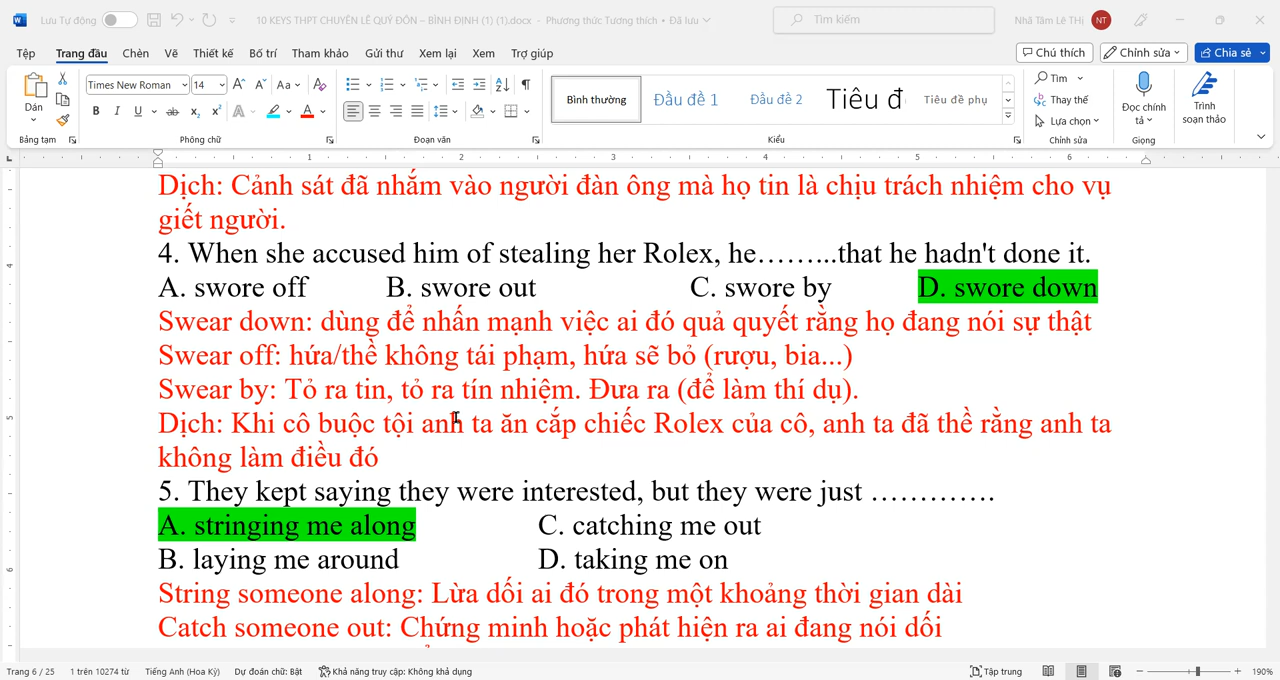 Lưu Tự động 10 KEYS THPT CHUYÊN LÊ QUÝ ĐÔN – BÌNH ĐỊNH (1) (1).docx - Phương thức Tương thích • Đã lưu Tìm kiếm Nhã Tâm Lê THị NT
Tệp Trang đầu Chèn Vẽ Thiết kế Bố trí Tham khảo Gửi thư Xem lại Xem Trợ giúp Chú thích Chỉnh sửa Chia sẻ
Dán Times New Roman 14 Bình thường Đầu đề 1 Đầu đề 2 Tiêu đ Tiêu đề phụ Tìm Thay thế Lựa chọn Đọc chính tả Trình soạn thảo
Bảng tạm Phông chữ Đoạn văn Kiểu Chỉnh sửa Giọng
1 2 3 4 5 6
Dịch: Cảnh sát đã nhắm vào người đàn ông mà họ tin là chịu trách nhiệm cho vụ
giết người.
4. When she accused him of stealing her Rolex, he……...that he hadn't done it.
A. swore off B. swore out C. swore by D. swore down
Swear down: dùng để nhấn mạnh việc ai đó quả quyết rằng họ đang nói sự thật
Swear off: hứa/thề không tái phạm, hứa sẽ bỏ (rượu, bia...)
Swear by: Tỏ ra tin, tỏ ra tín nhiệm. Đưa ra (để làm thí dụ).
Dịch: Khi cô buộc tội anh ta ăn cắp chiếc Rolex của cô, anh ta đã thề rằng anh ta
không làm điều đó
5. They kept saying they were interested, but they were just ………….
A. stringing me along C. catching me out
B. laying me around D. taking me on
String someone along: Lừa dối ai đó trong một khoảng thời gian dài
Catch someone out: Chứng minh hoặc phát hiện ra ai đang nói dối
Trang 6 / 25 1 trên 10274 từ Tiếng Anh (Hoa Kỳ) Dự đoán chữ: Bật Khả năng truy cập: Không khả dụng Tập trung 190%